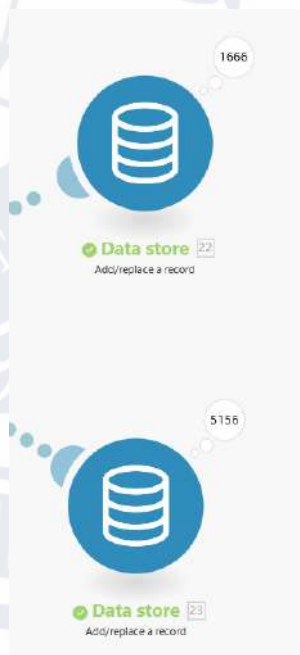 1666
Data store 22
Add/replace a record
5156
Data store 23
Add/replace a record